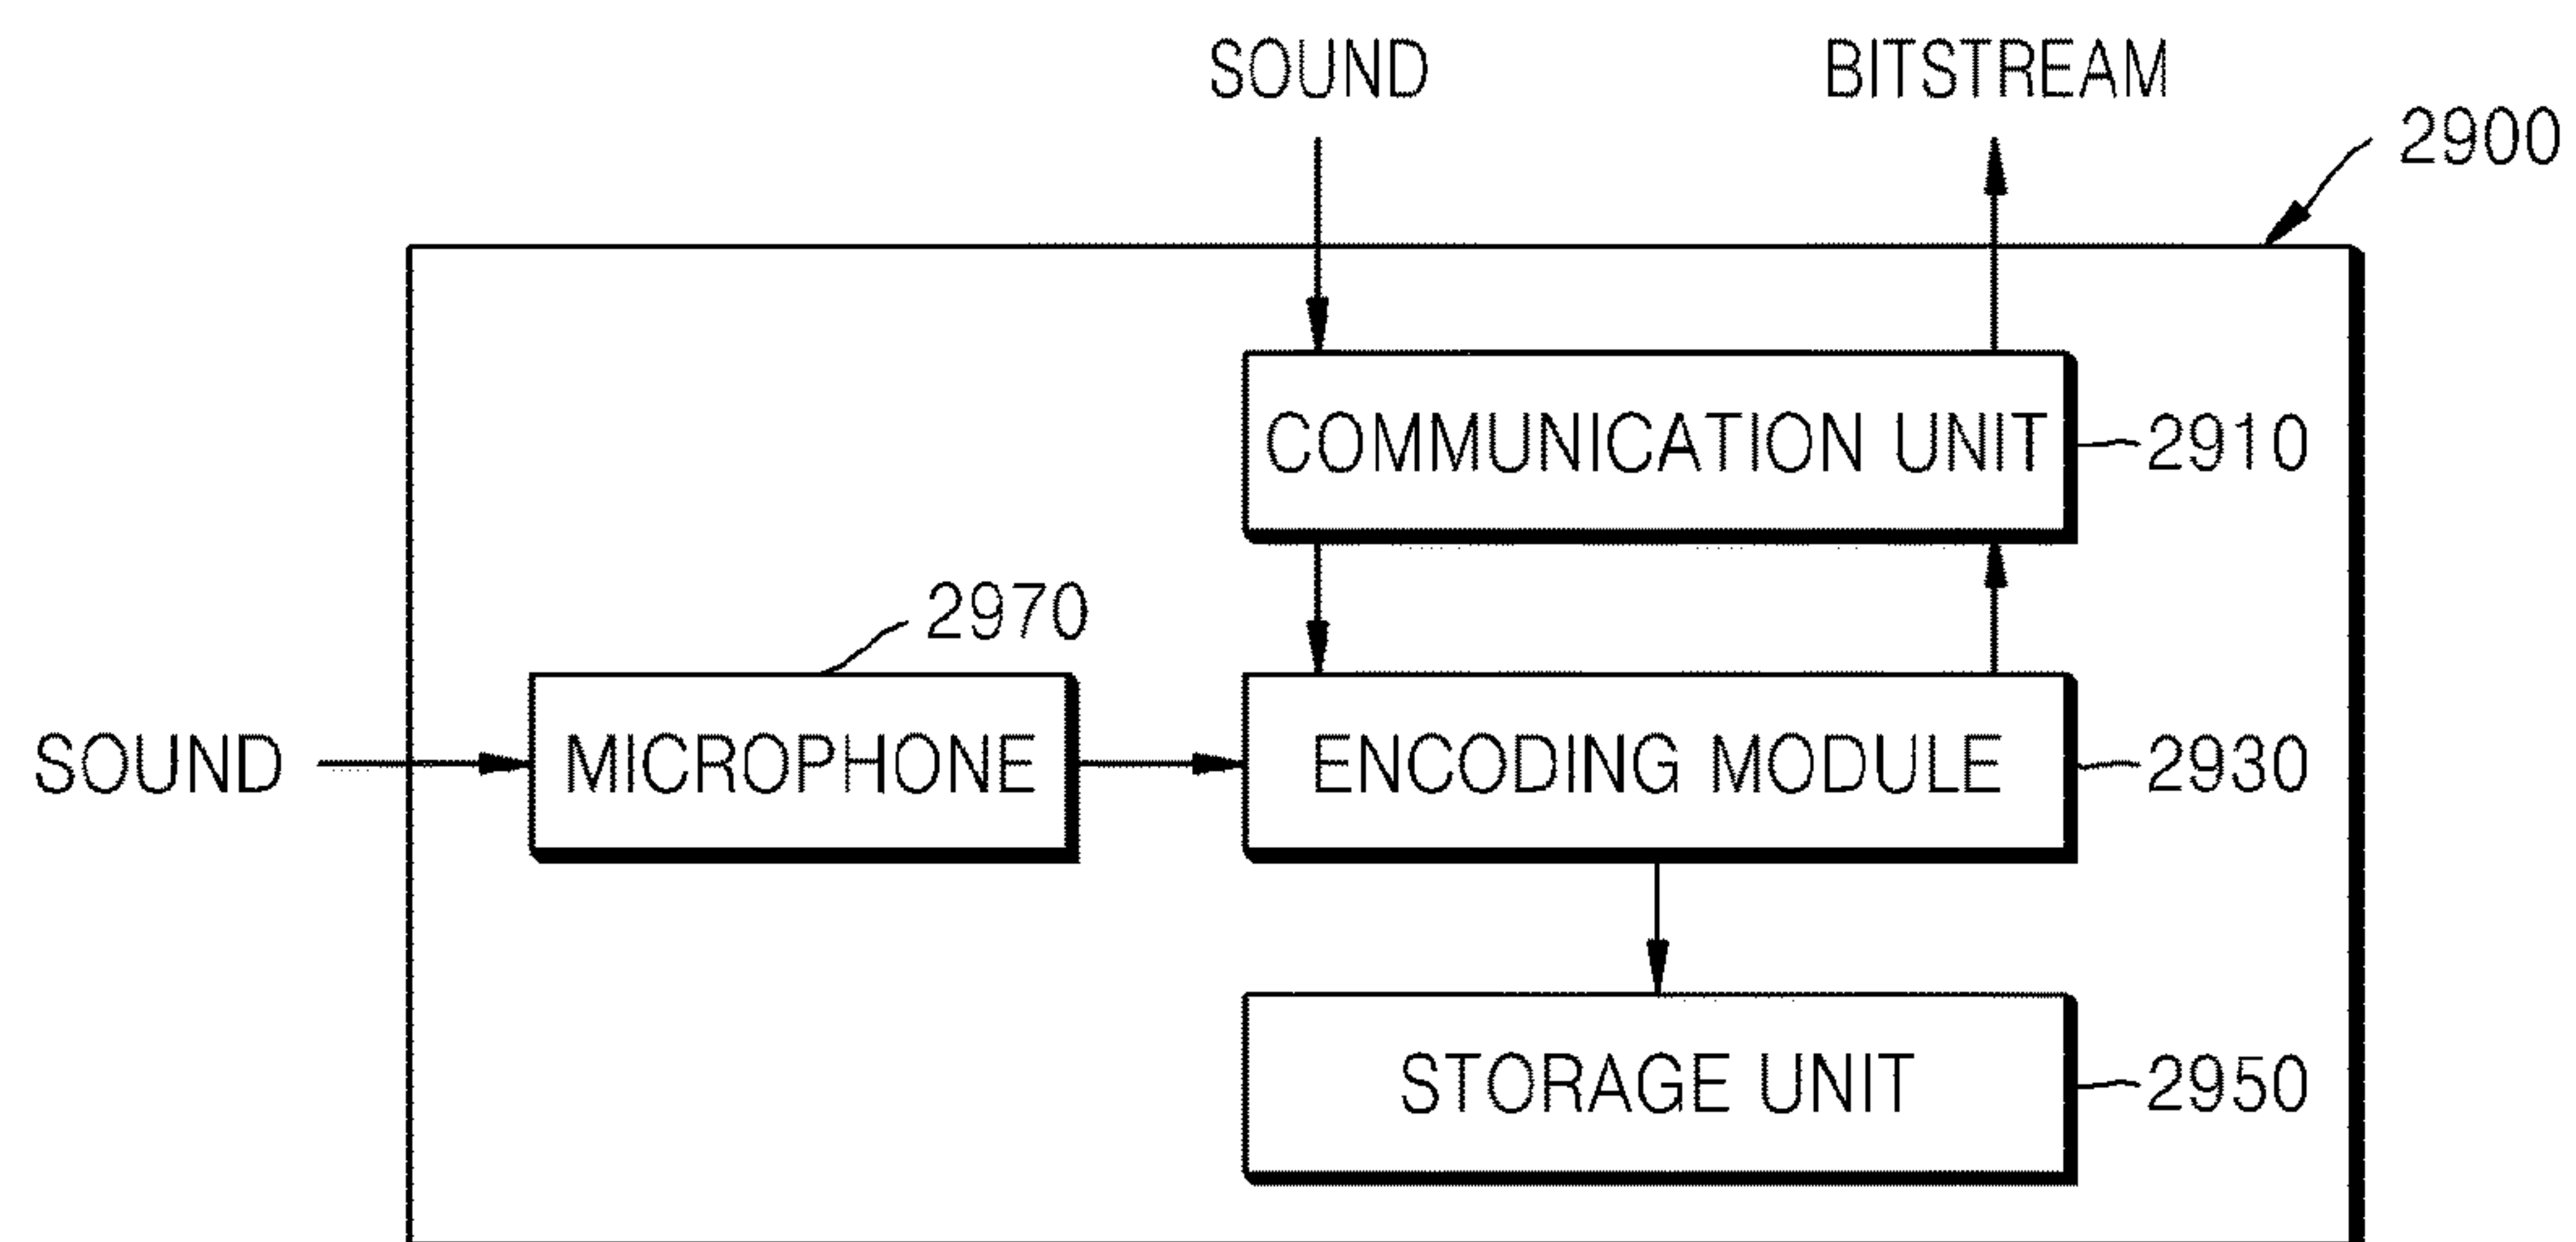 SOUND
BITSTREAM
2900
COMMUNICATION UNIT
2910
2970
SOUND
MICROPHONE
ENCODING MODULE
2930
STORAGE UNIT
2950